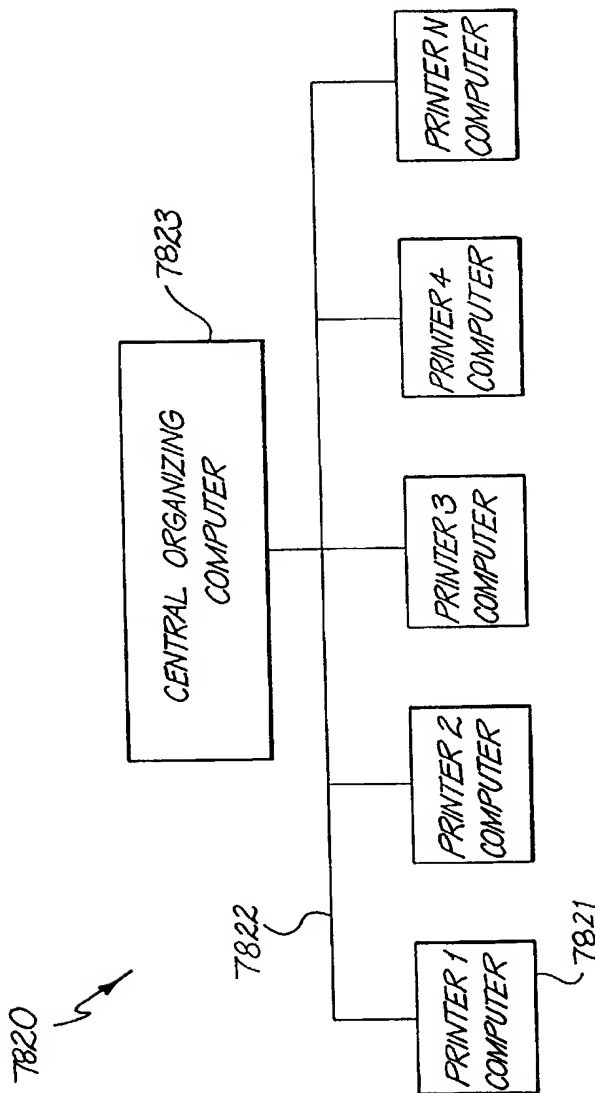 7820
7823
CENTRAL ORGANIZING
COMPUTER
7822
PRINTER 1
COMPUTER
PRINTER 2
COMPUTER
PRINTER 3
COMPUTER
PRINTER 4
COMPUTER
PRINTER N
COMPUTER
7821